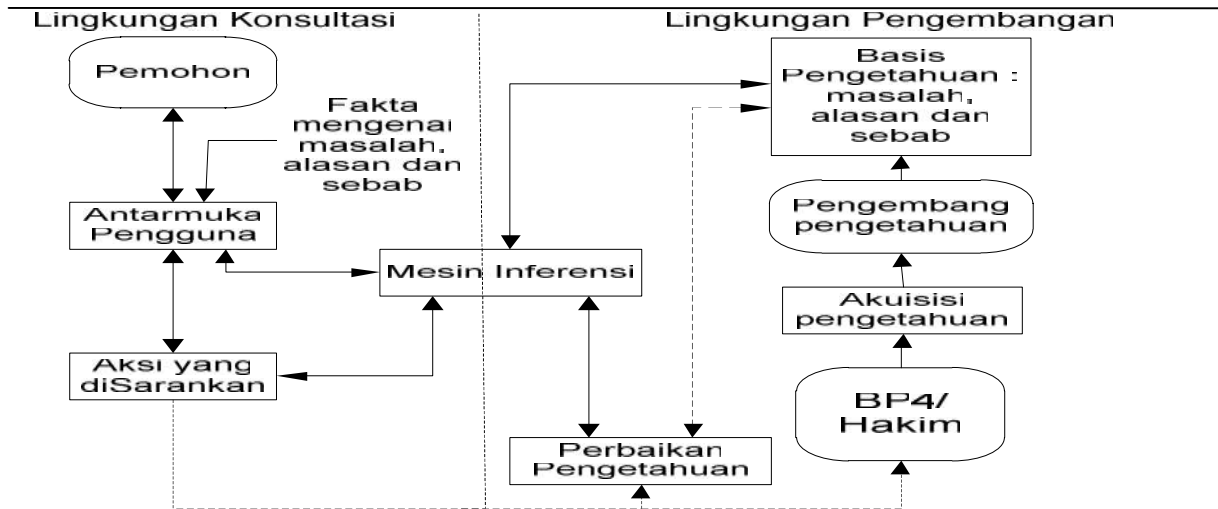 Lingkungan Konsultasi
Lingkungan Pengembangan
Pemohon
Fakta
mengenai
masalah,
alasan dan
sebab
Antarmuka
Pengguna
Mesin Inferensi
Aksi yang
diSarankan
Basis
Pengetahuan :
masalah,
alasan dan
sebab
Pengembang
pengetahuan
Akuisisi
pengetahuan
BP4/
Hakim
Perbaikan
Pengetahuan